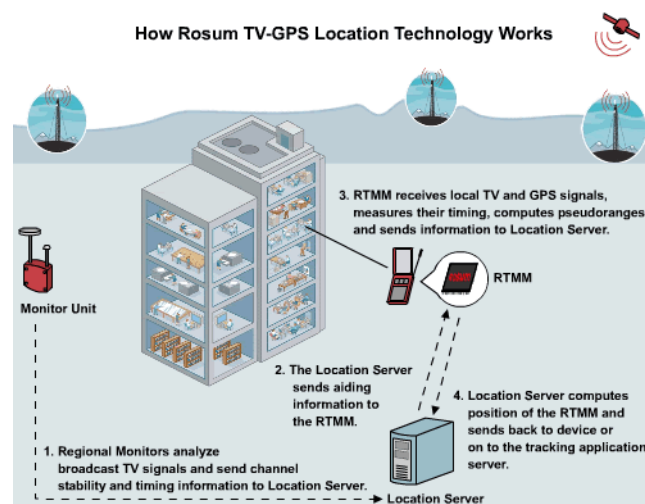 How Rosum TV-GPS Location Technology Works
3. RTMM receives local TV and GPS signals,
measures their timing, computes pseudoranges
and sends information to Location Server.
RTMM
Monitor Unit
2. The Location Server
sends aiding
information to
the RTMM.
4. Location Server computes
position of the RTMM and
sends back to device or
on to the tracking application
server.
1. Regional Monitors analyze
broadcast TV signals and send channel
stability and timing information to Location Server.
Location Server